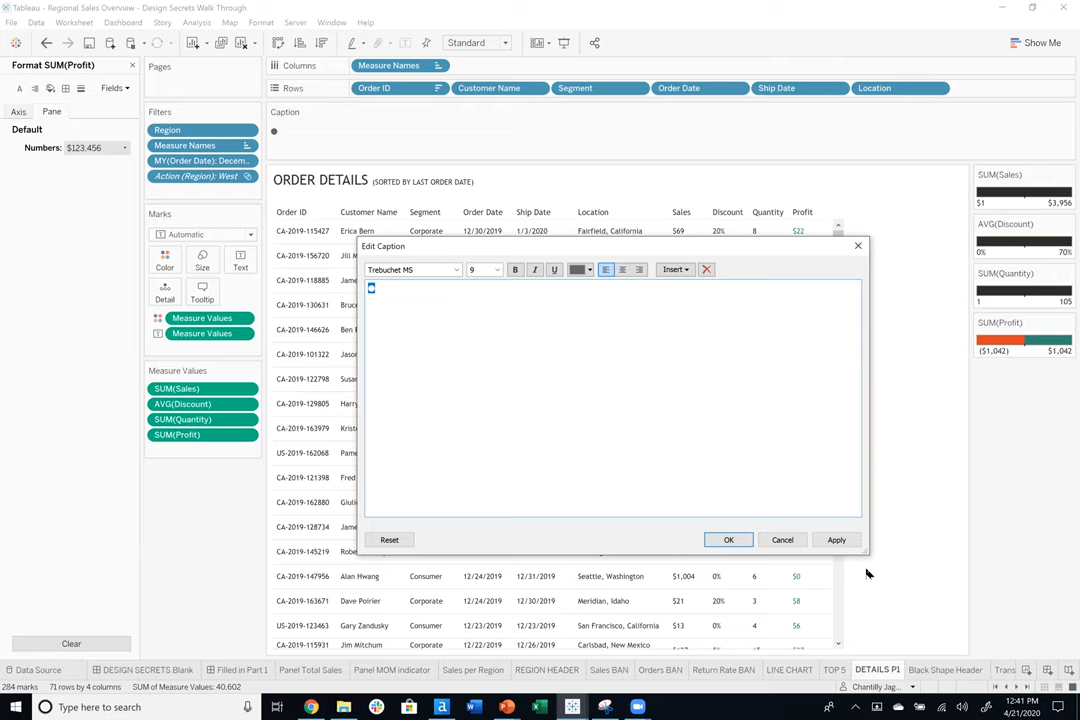 Tableau - Regional Sales Overview - Design Secrets Walk Through
File Data Worksheet Dashboard Story Analysis Map Format Server Window Help
Standard Show Me
Format SUM(Profit)
Fields
Axis Pane
Default
Numbers: $123,456
Clear
Pages
Filters
Region
Measure Names
MY(Order Date): Decem..
Action (Region): West
Marks
Automatic
Color Size Text
Detail Tooltip
Measure Values
Measure Values
Measure Values
SUM(Sales)
AVG(Discount)
SUM(Quantity)
SUM(Profit)
Columns Measure Names
Rows Order ID Customer Name Segment Order Date Ship Date Location
Caption
ORDER DETAILS (SORTED BY LAST ORDER DATE)
Order ID Customer Name Segment Order Date Ship Date Location Sales Discount Quantity Profit
CA-2019-115427 Erica Bern Corporate 12/30/2019 1/3/2020 Fairfield, California $69 20% 8 $22
CA-2019-156720 Jill M
CA-2019-118885 Jame
CA-2019-130631 Bruce
CA-2019-146626 Ben F
CA-2019-101322 Jason
CA-2019-122798 Susan
CA-2019-129805 Harry
CA-2019-163979 Krist
US-2019-162068 Pame
CA-2019-121398 Fred
CA-2019-162880 Giuli
CA-2019-128734 Jame
CA-2019-145219 Rob
CA-2019-147956 Alan Hwang Consumer 12/24/2019 12/31/2019 Seattle, Washington $1,004 0% 6 $0
CA-2019-163671 Dave Poirier Corporate 12/24/2019 12/30/2019 Meridian, Idaho $21 20% 3 $8
US-2019-123463 Gary Zandusky Consumer 12/23/2019 12/23/2019 San Francisco, California $13 0% 4 $6
CA-2019-115931 Jim Mitchum Corporate 12/22/2019 12/26/2019 Carlsbad, New Mexico
Edit Caption
Trebuchet MS 9 B I U Insert
Reset OK Cancel Apply
SUM(Sales)
$1 $3,956
AVG(Discount)
0% 70%
SUM(Quantity)
1 105
SUM(Profit)
($1,042) $1,042
Data Source DESIGN SECRETS Blank Filled in Part 1 Panel Total Sales Panel MOM indicator Sales per Region REGION HEADER Sales BAN Orders BAN Return Rate BAN LINE CHART TOP 5 DETAILS P1 Black Shape Header Trans
284 marks 71 rows by 4 columns SUM of Measure Values: 40,602 Chantilly Jag...
Type here to search
12:41 PM
4/21/2020